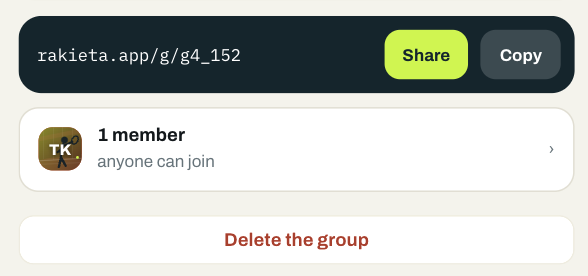 rakieta.app/g/g4_152
Share
Copy
TK
1 member
anyone can join
›
Delete the group